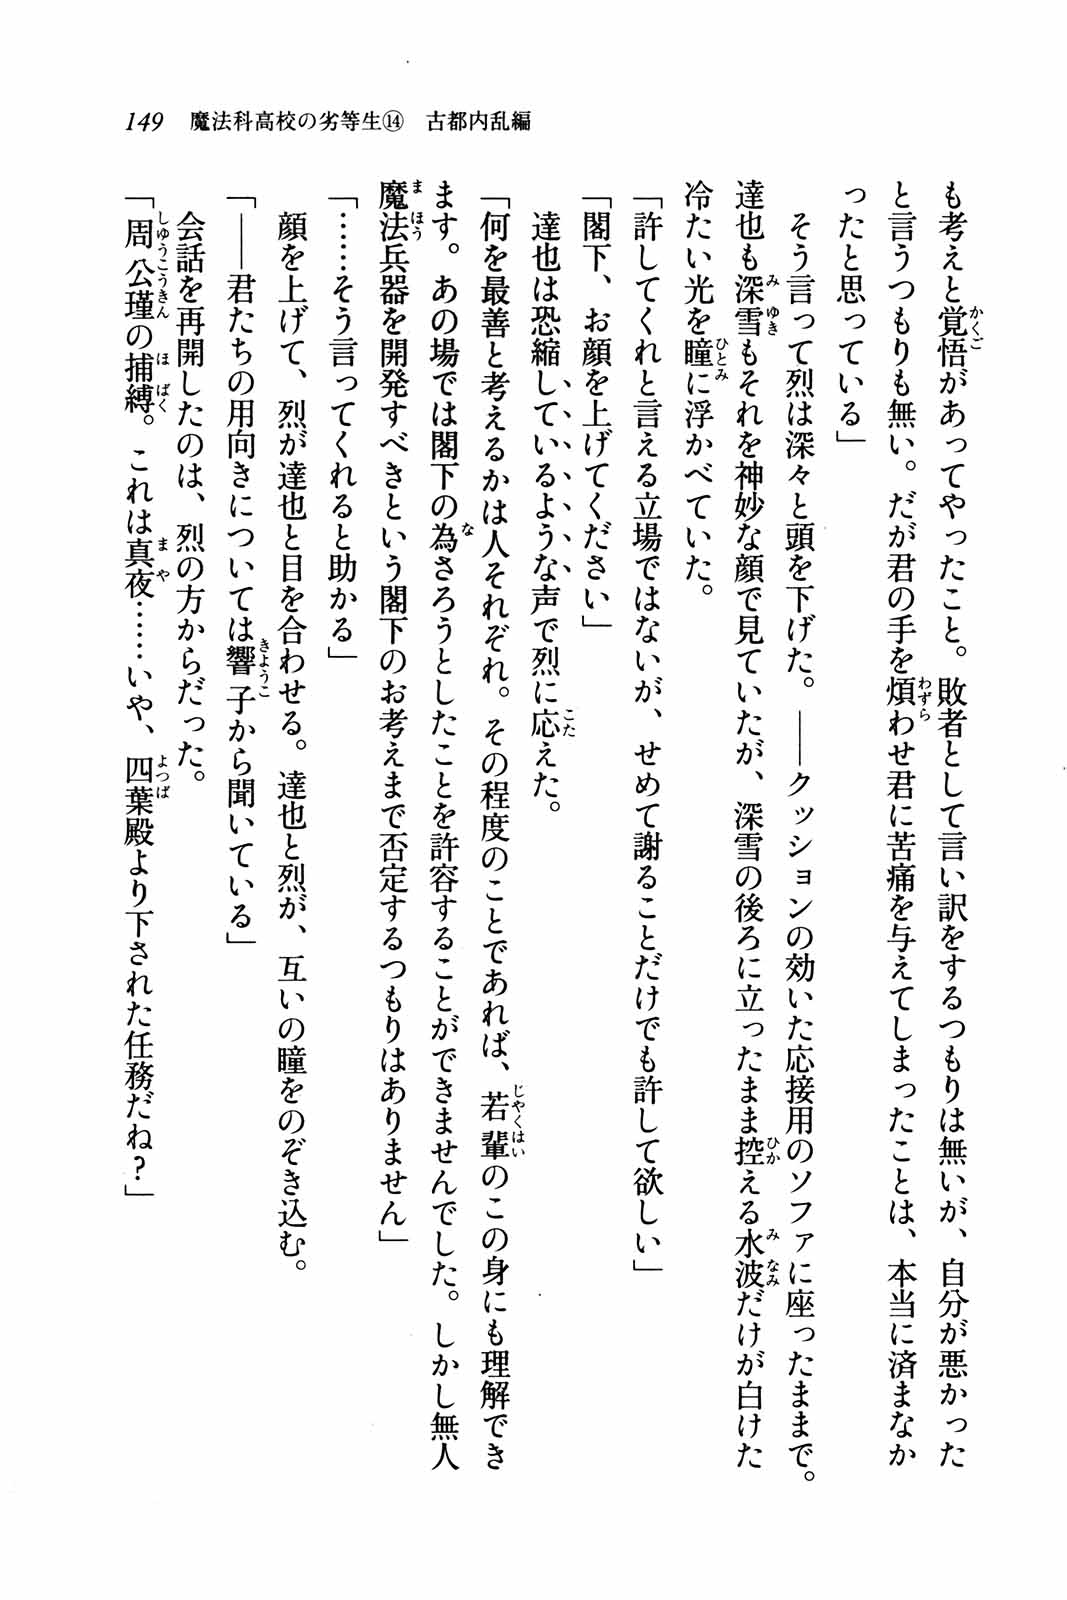 149 魔法科高校の劣等生⑭ 古都内乱編
も考えと覚悟があってやったこと。敗者として言い訳をするつもりは無いが、自分が悪かった
と言うつもりも無い。だが君の手を煩わせ君に苦痛を与えてしまったことは、本当に済まなか
ったと思っている」
そう言って烈は深々と頭を下げた。――クッションの効いた応接用のソファに座ったままで。
達也も深雪もそれを神妙な顔で見ていたが、深雪の後ろに立ったまま控える水波だけが白けた
冷たい光を瞳に浮かべていた。
「許してくれと言える立場ではないが、せめて謝ることだけでも許して欲しい」
「閣下、お顔を上げてください」
達也は恐縮しているような声で烈に応えた。
「何を最善と考えるかは人それぞれ。その程度のことであれば、若輩のこの身にも理解でき
ます。あの場では閣下の為さろうとしたことを許容することができませんでした。しかし無人
魔法兵器を開発すべきという閣下のお考えまで否定するつもりはありません」
「……そう言ってくれると助かる」
顔を上げて、烈が達也と目を合わせる。達也と烈が、互いの瞳をのぞき込む。
「――君たちの用向きについては響子から聞いている」
会話を再開したのは、烈の方からだった。
「周公瑾の捕縛。これは真夜……いや、四葉殿より下された任務だね？」